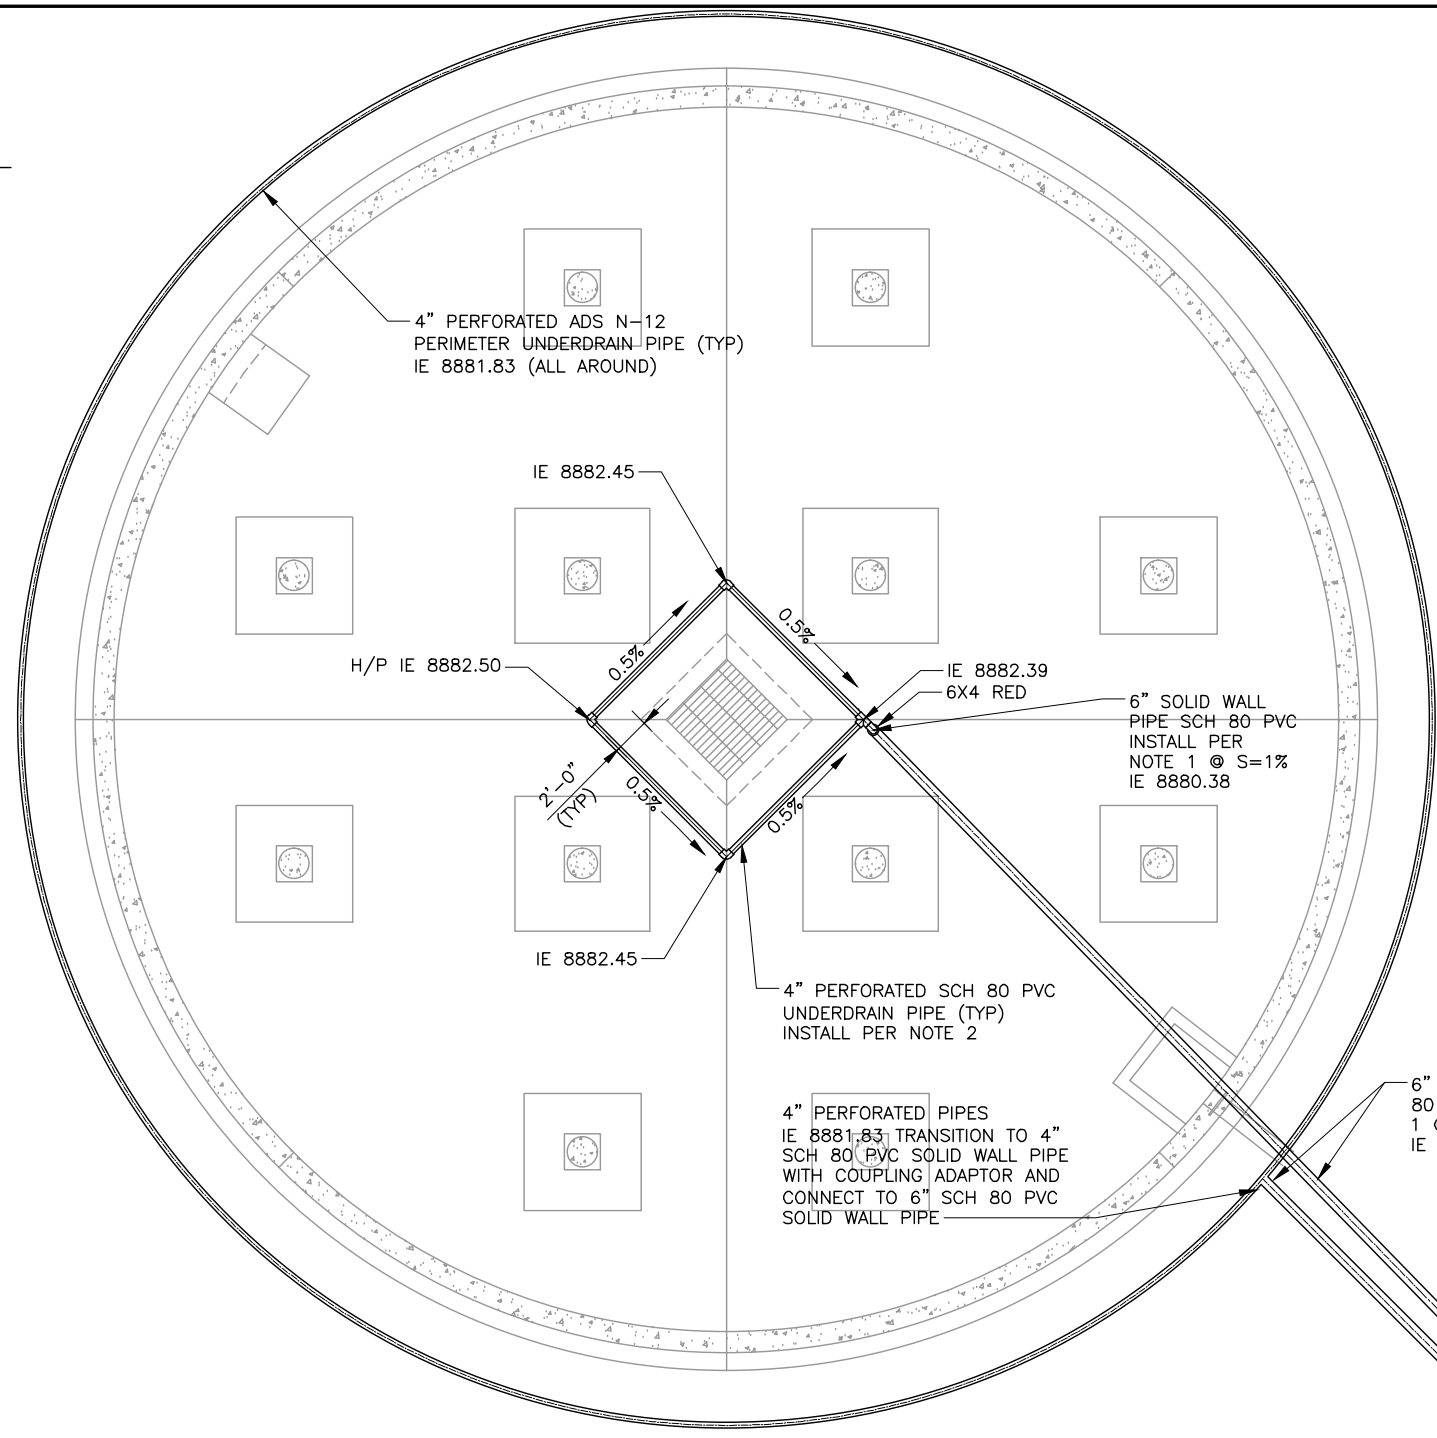 4” PERFORATED ADS N-12
PERIMETER UNDERDRAIN PIPE (TYP)
IE 8881.83 (ALL AROUND)
IE 8882.45
0.5%
0.5%
H/P IE 8882.50
IE 8882.39
6X4 RED
6” SOLID WALL
PIPE SCH 80 PVC
INSTALL PER
NOTE 1 @ S=1%
IE 8880.38
2'-0”
(TYP)
0.5%
0.5%
IE 8882.45
4” PERFORATED SCH 80 PVC
UNDERDRAIN PIPE (TYP)
INSTALL PER NOTE 2
4” PERFORATED PIPES
IE 8881.83 TRANSITION TO 4”
SCH 80 PVC SOLID WALL PIPE
WITH COUPLING ADAPTOR AND
CONNECT TO 6” SCH 80 PVC
SOLID WALL PIPE
6”
80
1
IE